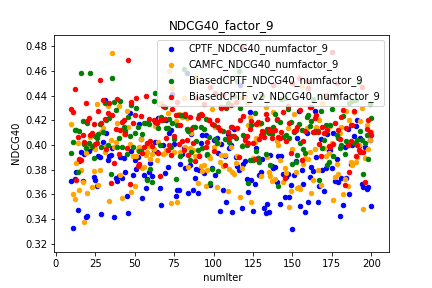 NDCG40_factor_9
CPTF_NDCG40_numfactor_9
CAMFC_NDCG40_numfactor_9
BiasedCPTF_NDCG40_numfactor_9
BiasedCPTF_v2_NDCG40_numfactor_9
NDCG40
0.48
0.46
0.44
0.42
0.40
0.38
0.36
0.34
0.32
0 25 50 75 100 125 150 175 200
numIter